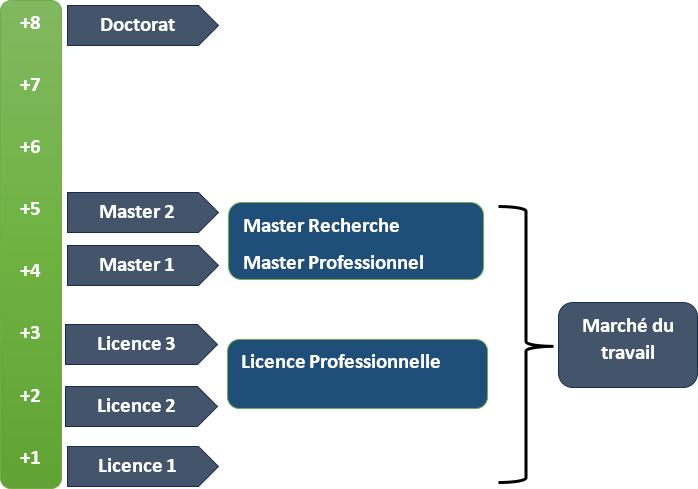 +8
Doctorat
+7
+6
+5
Master 2
Master Recherche
Master 1
Master Professionnel
+4
+3
Licence 3
Marché du
travail
Licence Professionnelle
+2
Licence 2
+1
Licence 1